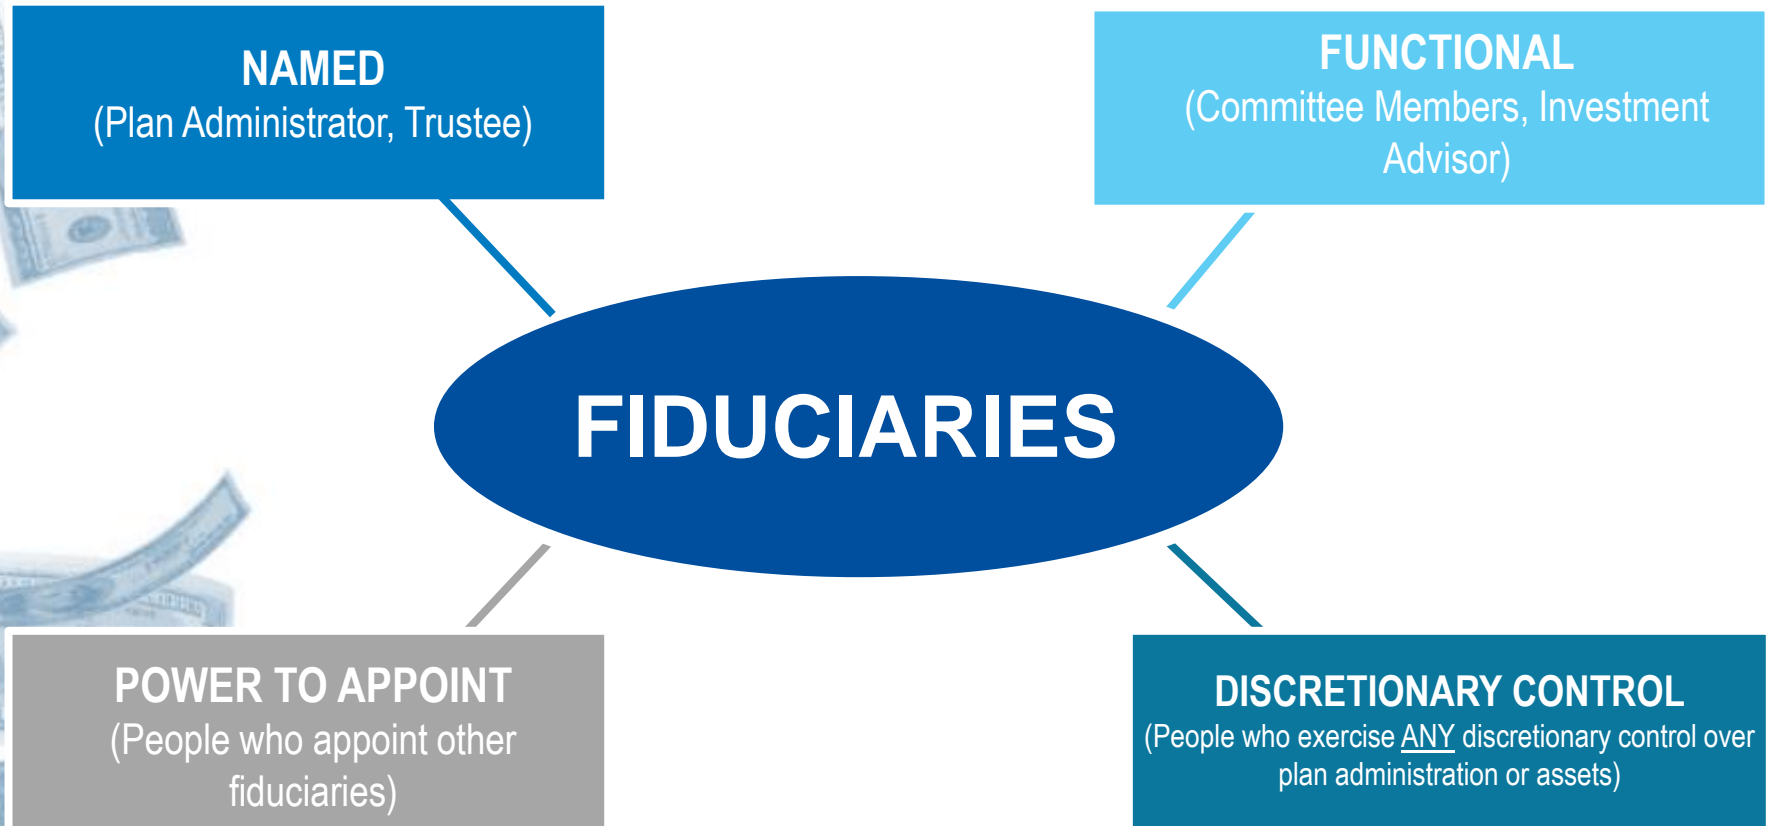 NAMED
(Plan Administrator, Trustee)
FUNCTIONAL
(Committee Members, Investment
Advisor)
FIDUCIARIES
POWER TO APPOINT
(People who appoint other
fiduciaries)
DISCRETIONARY CONTROL
(People who exercise ANY discretionary control over
plan administration or assets)